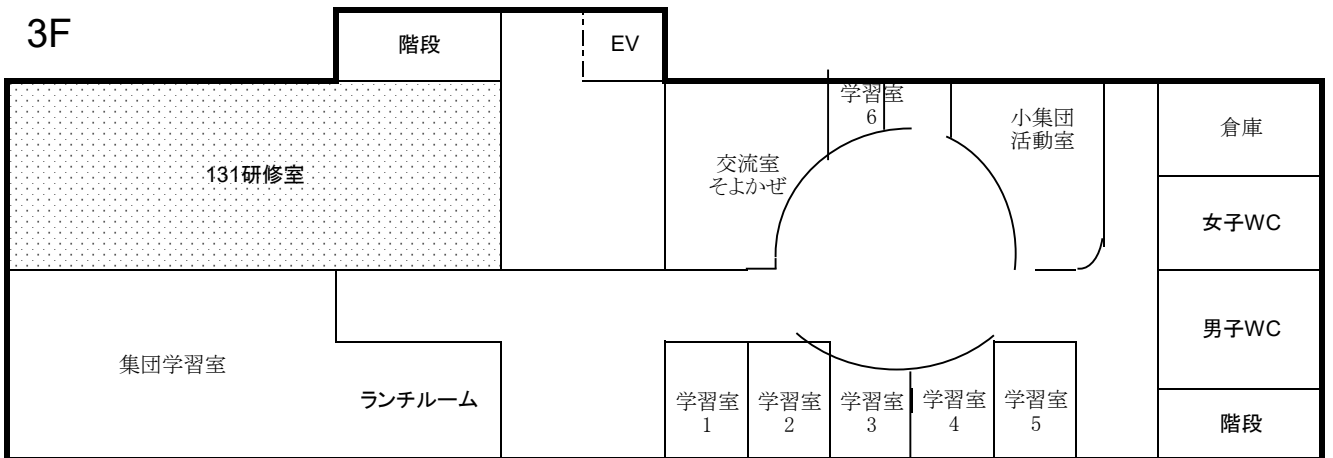 3F
階段
EV
学習室
6
小集団
活動室
倉庫
131研修室
交流室
そよかぜ
女子WC
集団学習室
男子WC
ランチルーム
学習室
1
学習室
2
学習室
3
学習室
4
学習室
5
階段